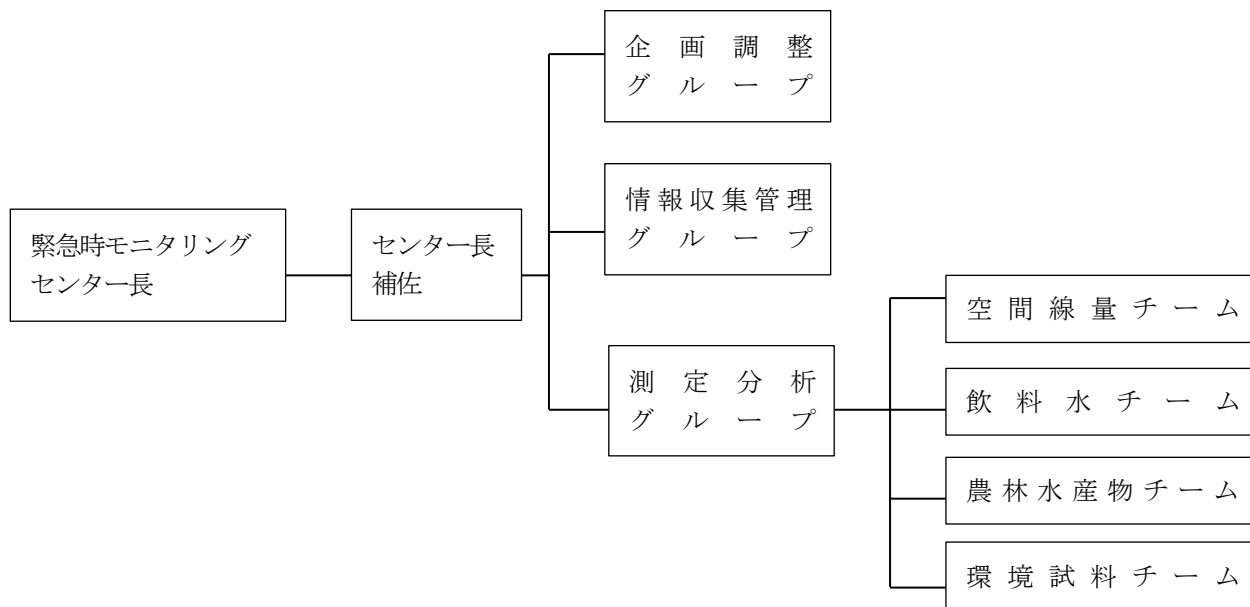 緊急時モニタリング
センター長
センター長
補佐
企画調整
グループ
情報収集管理
グループ
測定分析
グループ
空間線量チーム
飲料水チーム
農林水産物チーム
環境試料チーム